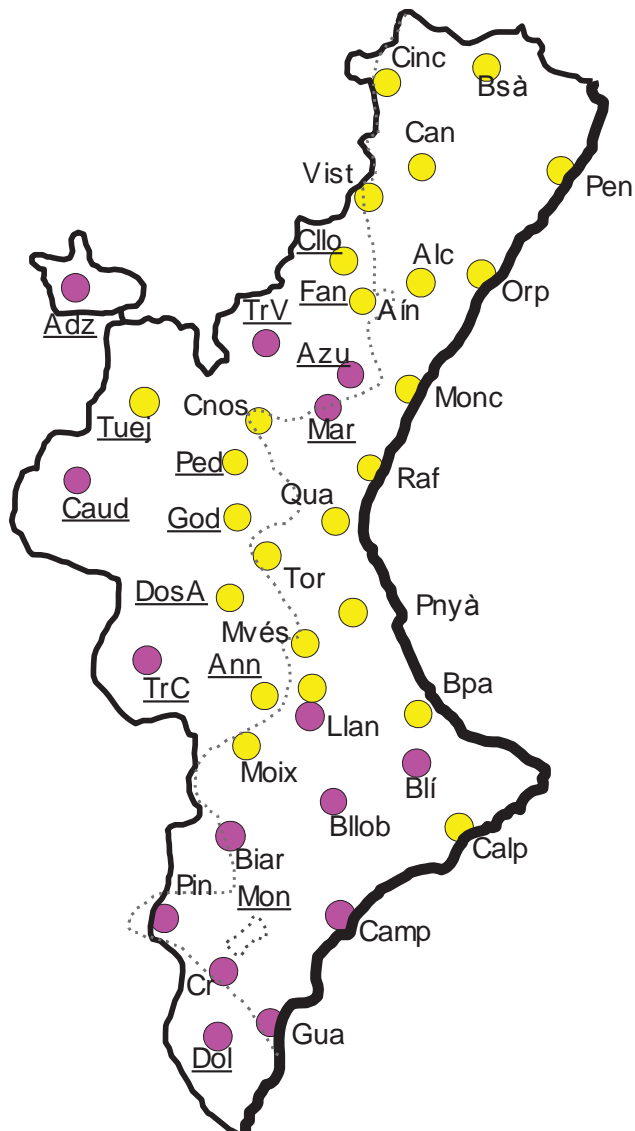 Cinc
Bsà
Can
Pen
Vist
Cllo
Alc
Orp
Fan
Aín
Adz
TrV
Azu
Monc
Cnos
Mar
Tuej
Ped
Raf
Caud
Qua
God
Tor
DosA
Pnyà
Mvés
Ann
TrC
Bpa
Llan
Moix
Blí
Bllob
Calp
Biar
Pin
Mon
Camp
Cr
Gua
Dol